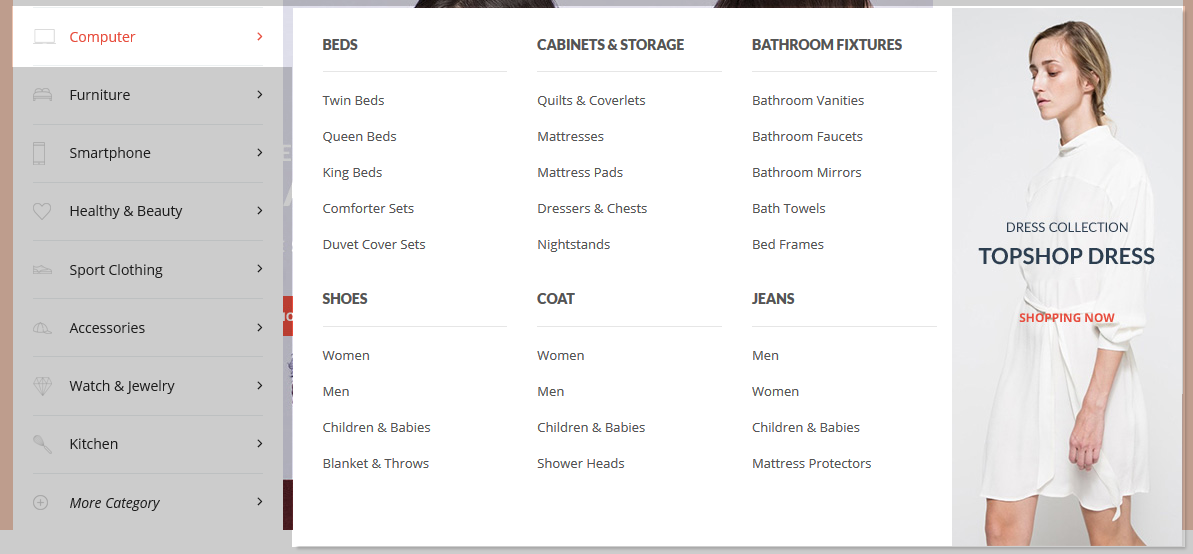 Computer
Furniture
Smartphone
Healthy & Beauty
Sport Clothing
Accessories
Watch & Jewelry
Kitchen
More Category
BEDS
Twin Beds
Queen Beds
King Beds
Comforter Sets
Duvet Cover Sets
CABINETS & STORAGE
Quilts & Coverlets
Mattresses
Mattress Pads
Dressers & Chests
Nightstands
BATHROOM FIXTURES
Bathroom Vanities
Bathroom Faucets
Bathroom Mirrors
Bath Towels
Bed Frames
SHOES
Women
Men
Children & Babies
Blanket & Throws
COAT
Women
Men
Children & Babies
Shower Heads
JEANS
Men
Women
Children & Babies
Mattress Protectors
DRESS COLLECTION
TOPSHOP DRESS
SHOPPING NOW